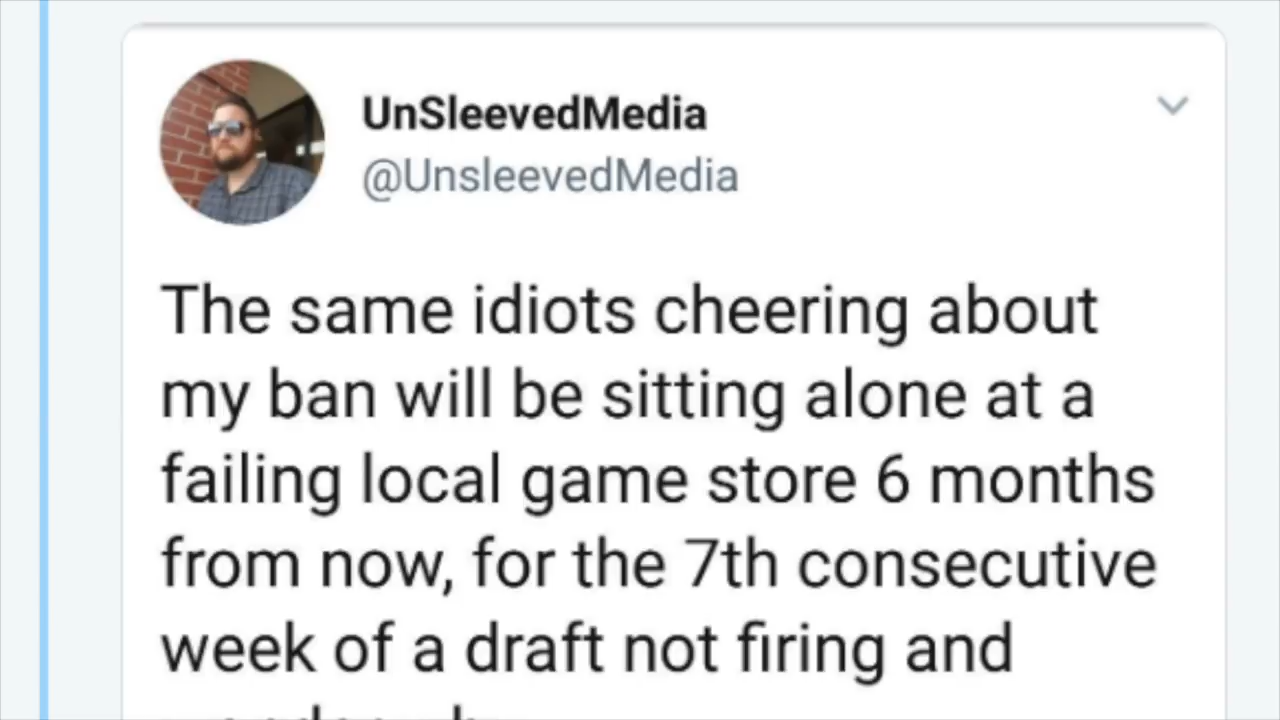 UnSleevedMedia
@UnsleevedMedia
The same idiots cheering about
my ban will be sitting alone at a
failing local game store 6 months
from now, for the 7th consecutive
week of a draft not firing and